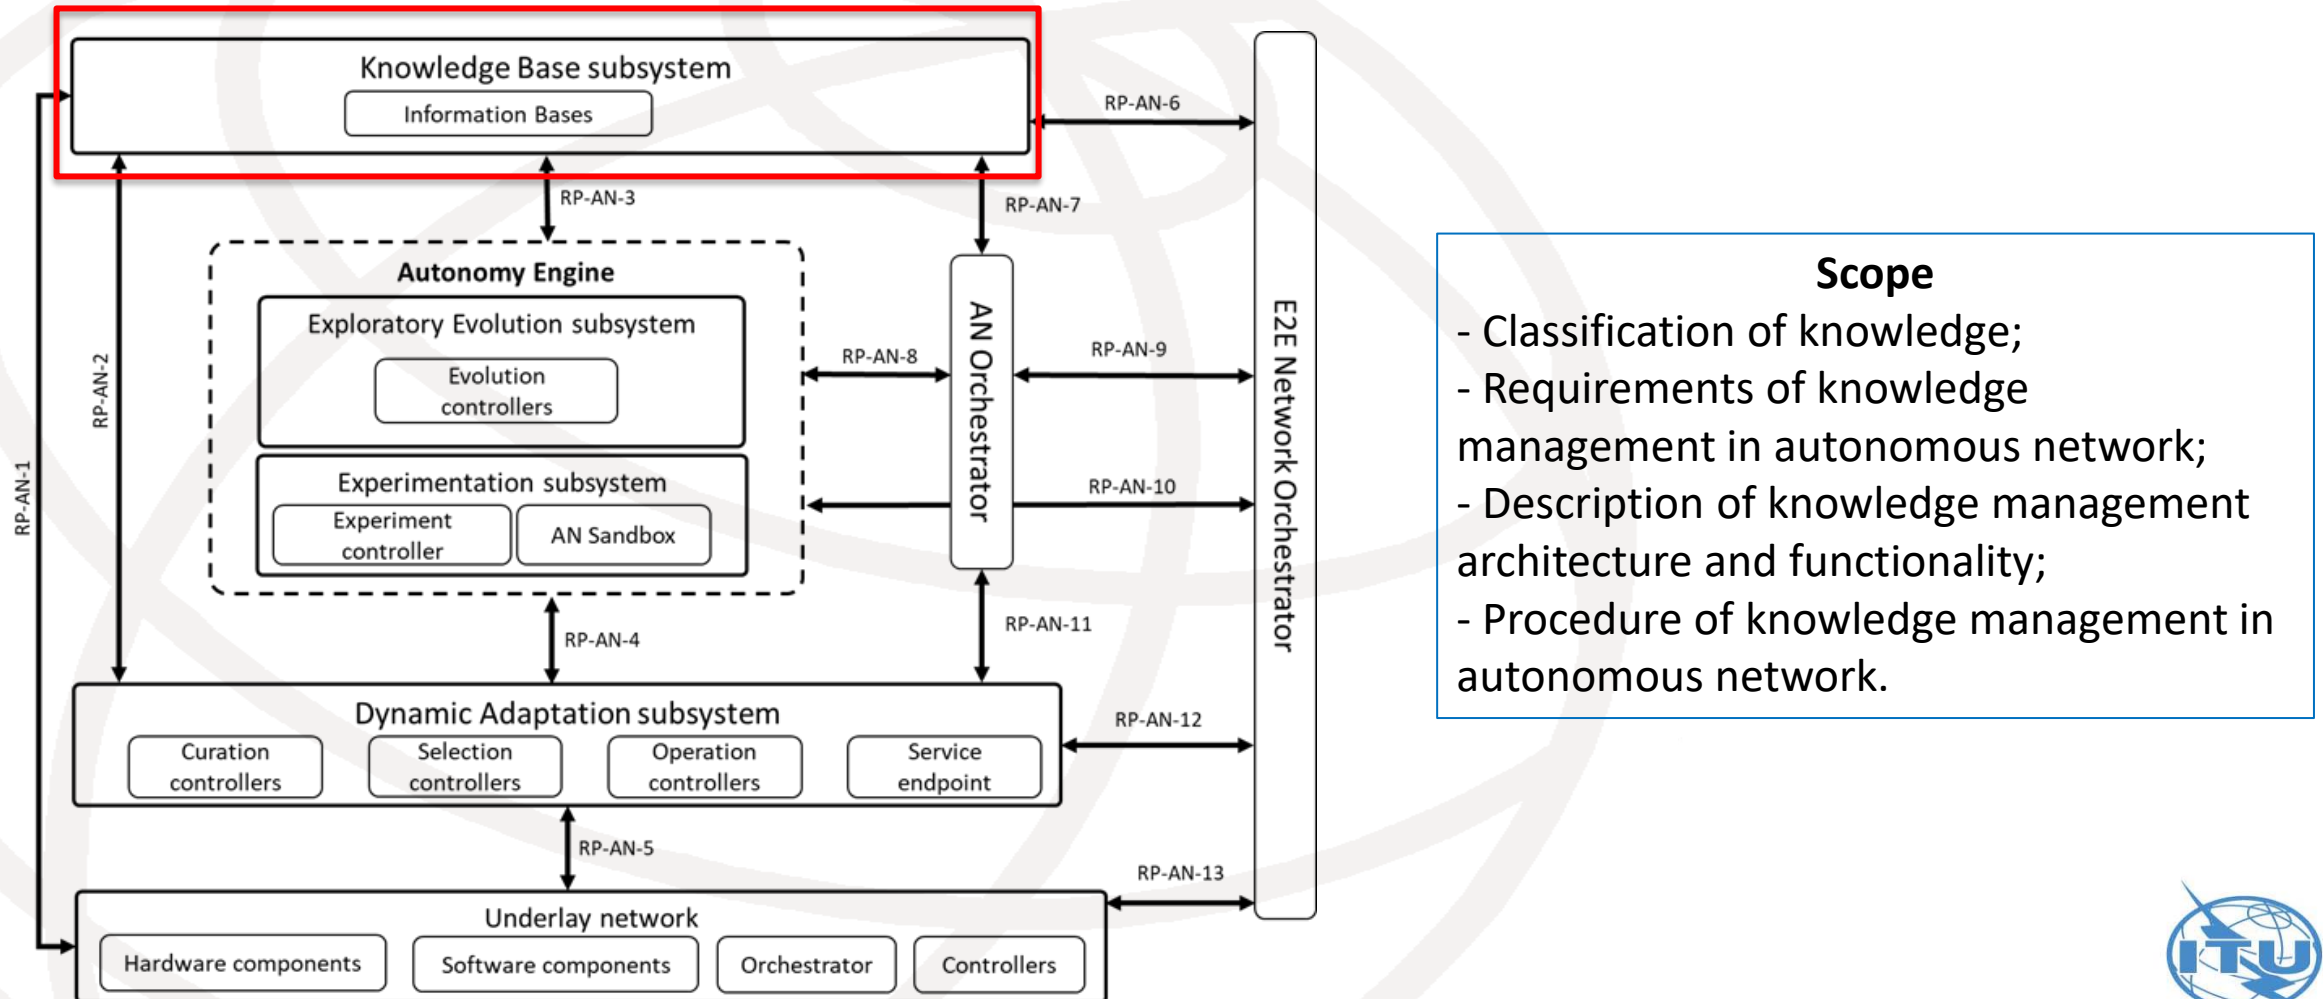 Knowledge Base subsystem
Information Bases
RP-AN-6
RP-AN-3
RP-AN-7
Autonomy Engine
Exploratory Evolution subsystem
Evolution
controllers
RP-AN-8
AN Orchestrator
RP-AN-9
E2E Network Orchestrator
RP-AN-2
RP-AN-1
Experimentation subsystem
Experiment
controller
AN Sandbox
RP-AN-10
RP-AN-4
RP-AN-11
Dynamic Adaptation subsystem
Curation
controllers
Selection
controllers
Operation
controllers
Service
endpoint
RP-AN-12
RP-AN-5
RP-AN-13
Underlay network
Hardware components
Software components
Orchestrator
Controllers
Scope
- Classification of knowledge;
- Requirements of knowledge
management in autonomous network;
- Description of knowledge management
architecture and functionality;
- Procedure of knowledge management in
autonomous network.
ITU